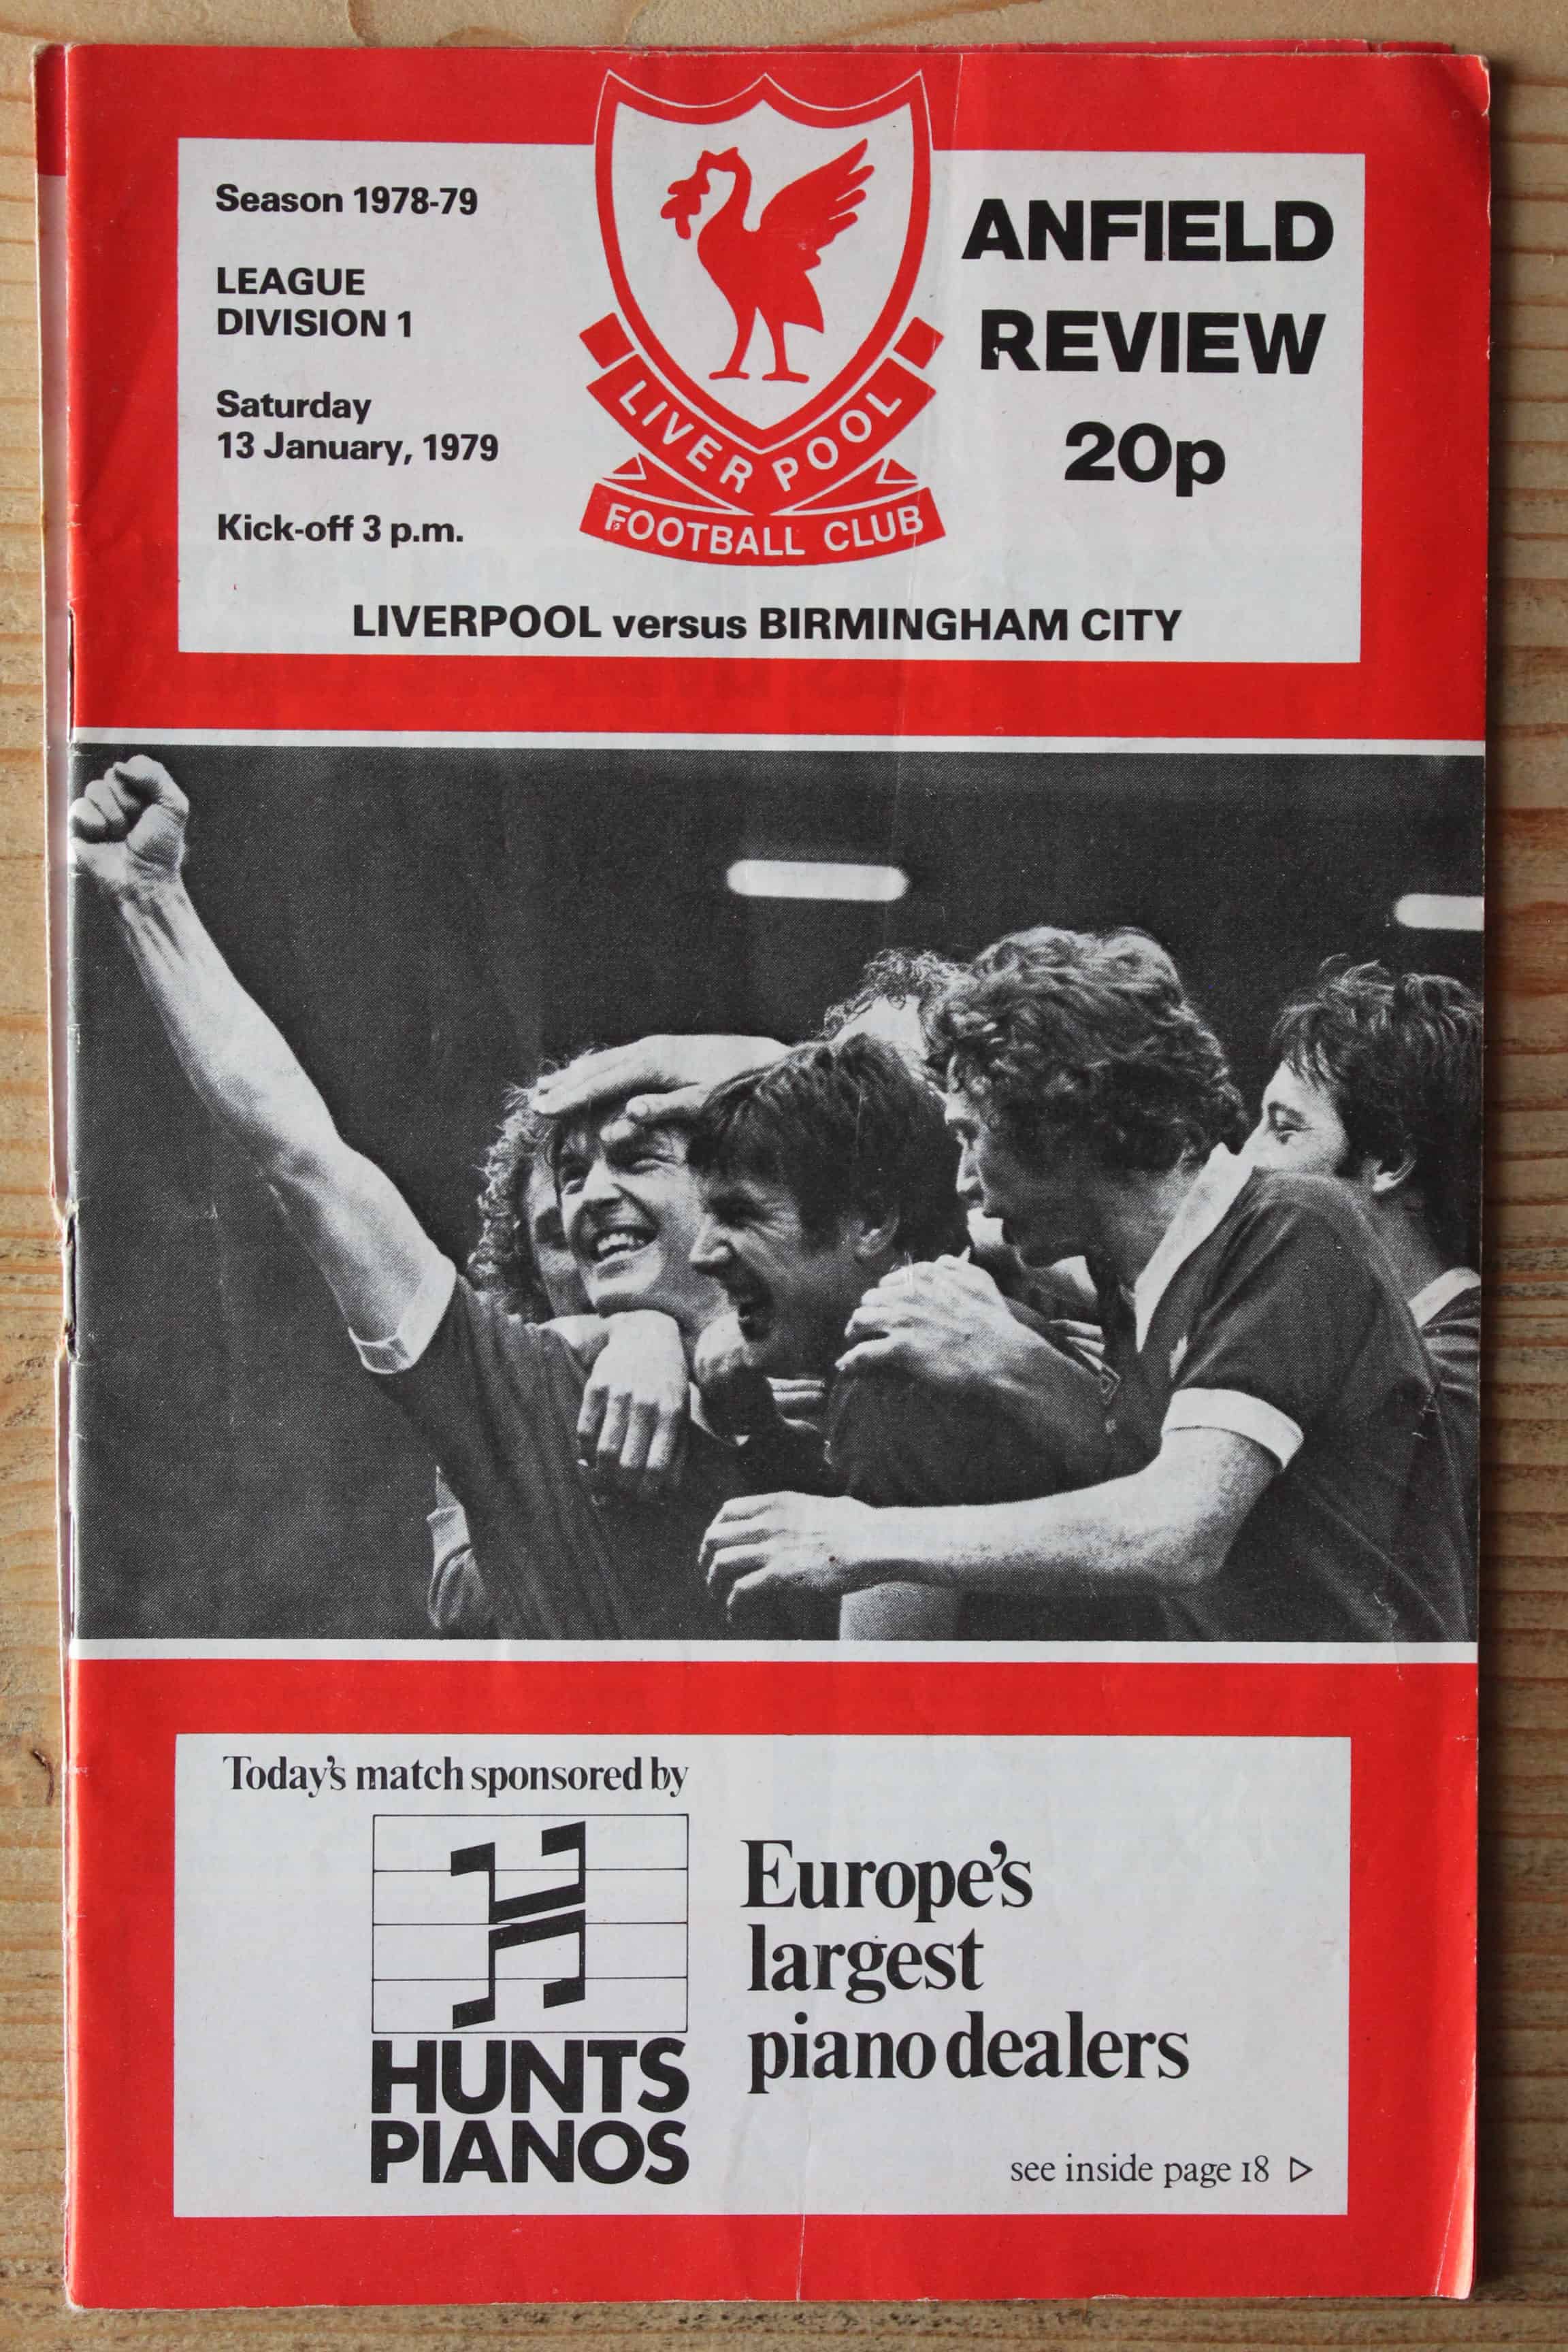 Season 1978-79
LEAGUE
DIVISION 1
Saturday
13 January, 1979
Kick-off 3 p.m.
LIVERPOOL
FOOTBALL CLUB
ANFIELD
REVIEW
20p
LIVERPOOL versus BIRMINGHAM CITY
Today's match sponsored by
HUNTS
PIANOS
Europe's
largest
piano dealers
see inside page 18